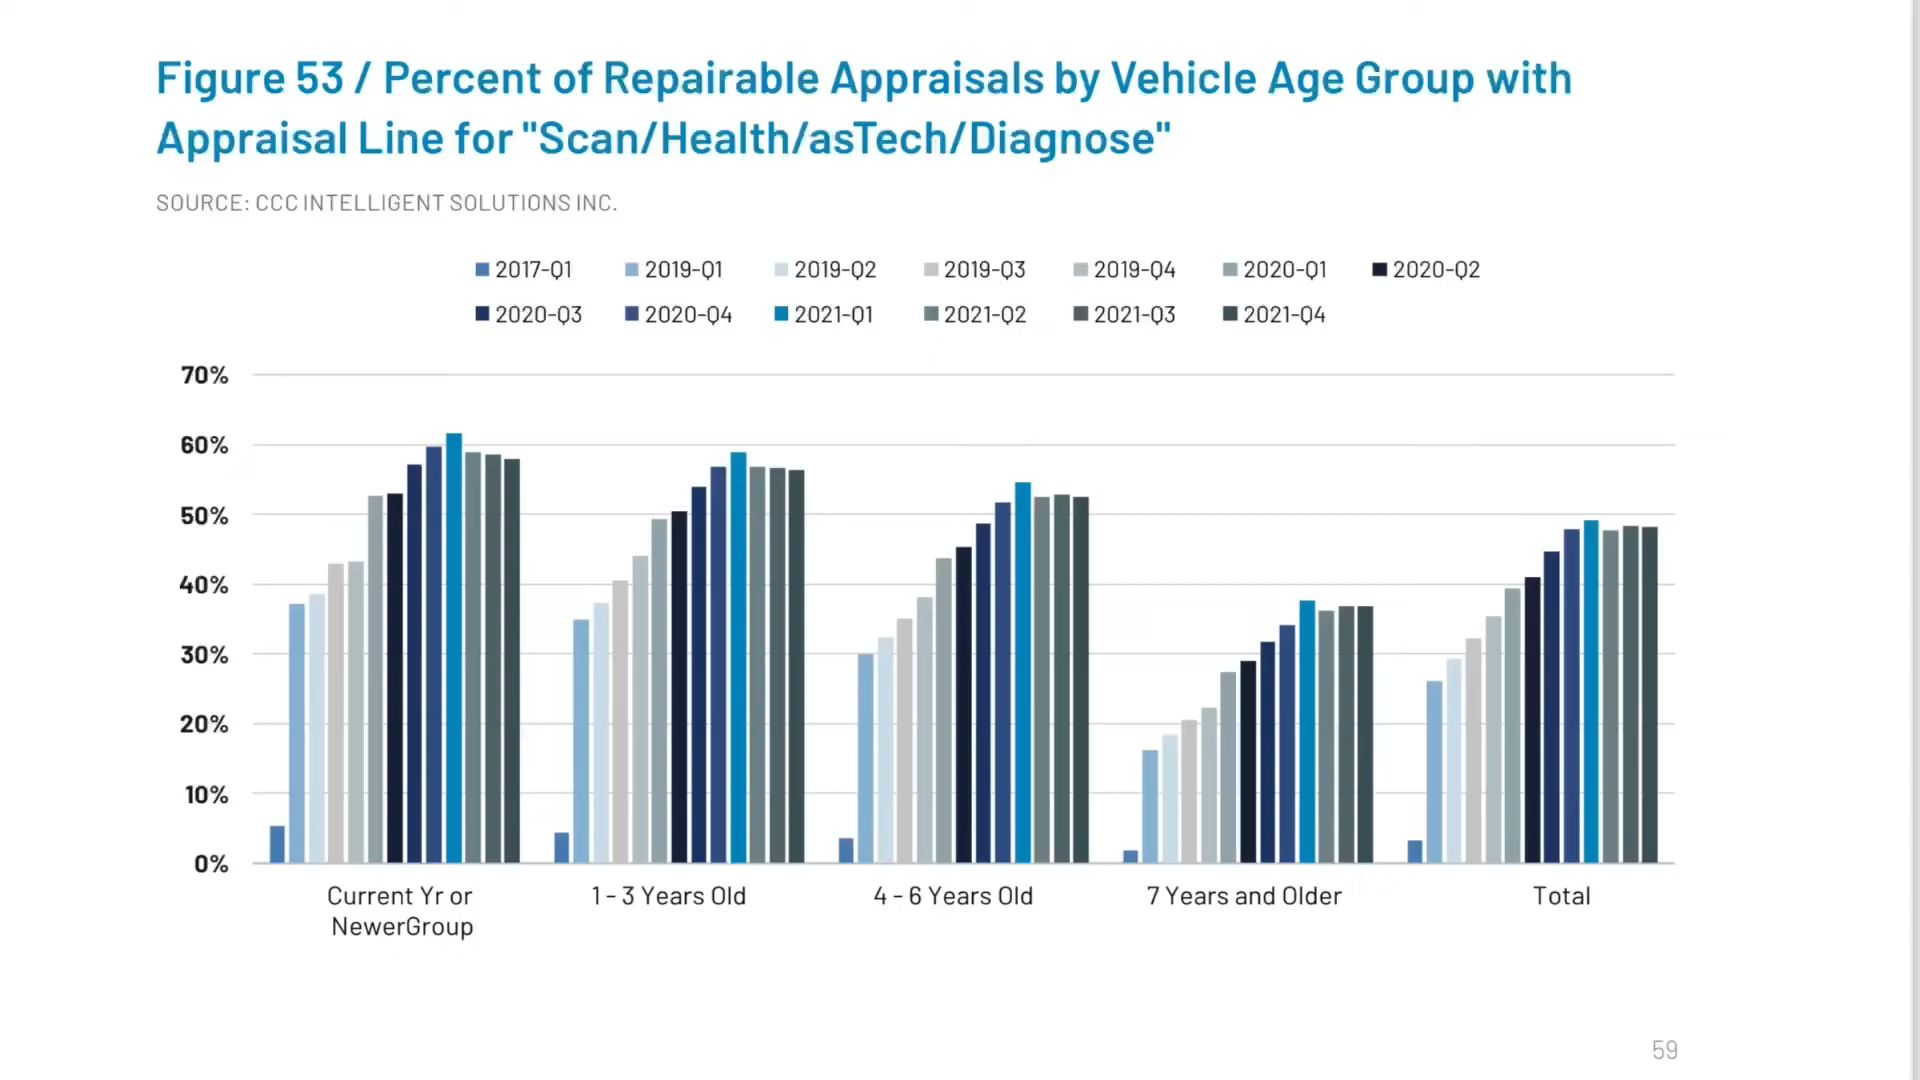 Figure 53 / Percent of Repairable Appraisals by Vehicle Age Group with
Appraisal Line for "Scan/Health/asTech/Diagnose"
SOURCE: CCC INTELLIGENT SOLUTIONS INC.
2017-Q1 2019-Q1 2019-Q2 2019-Q3 2019-Q4 2020-Q1 2020-Q2
2020-Q3 2020-Q4 2021-Q1 2021-Q2 2021-Q3 2021-Q4
70%
60%
50%
40%
30%
20%
10%
0%
Current Yr or
NewerGroup
1 - 3 Years Old
4 - 6 Years Old
7 Years and Older
Total
59